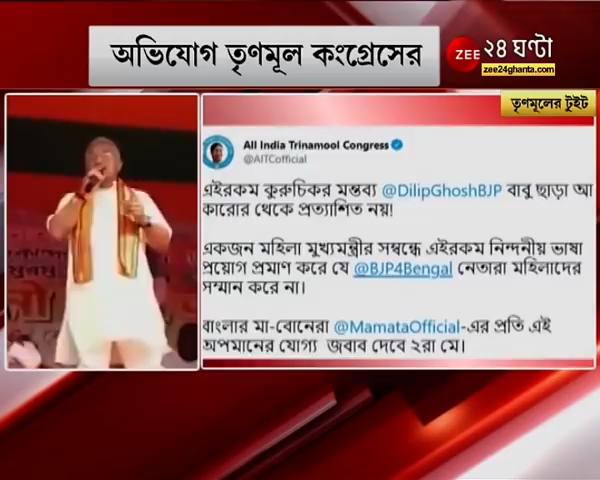 অভিযোগ তৃণমূল কংগ্রেসের
ZEE ২৪ ঘণ্টা
zee24ghanta.com
তৃণমূলের টুইট
All India Trinamool Congress
@AITCofficial
এইরকম কুরুচিকর মন্তব্য @DilipGhoshBJP বাবু ছাড়া আ
কারোর থেকে প্রত্যাশিত নয়!
একজন মহিলা মুখ্যমন্ত্রীর সম্বন্ধে এইরকম নিন্দনীয় ভাষা
প্রয়োগ প্রমাণ করে যে @BJP4Bengal নেতারা মহিলাদের
সম্মান করে না।
বাংলার মা-বোনেরা @MamataOfficial-এর প্রতি এই
অপমানের যোগ্য জবাব দেবে ২রা মে।